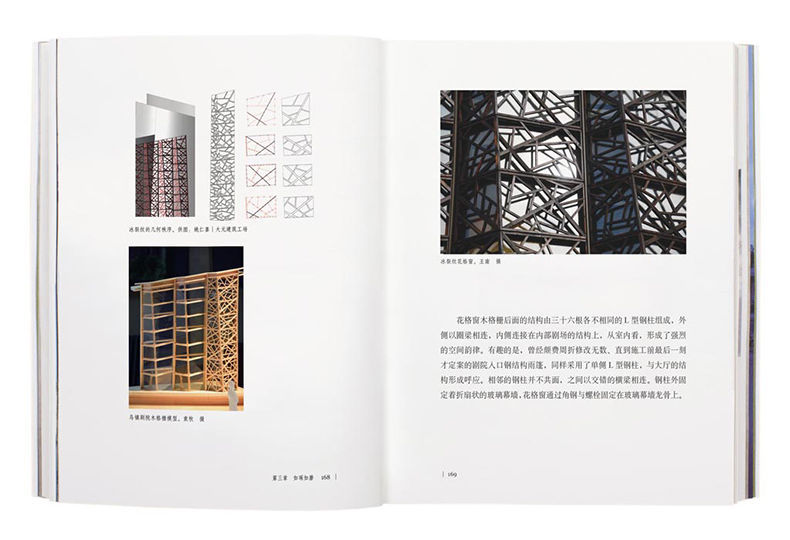 冰裂纹的几何秩序。供图：姚仁喜｜大元建筑工场
乌镇剧院木格栅模型。袁牧 摄
第三章 如琢如磨 168 |
冰裂纹花格窗。王南 摄
花格窗木格栅后面的结构由三十六根各不相同的 L 型钢柱组成、外
侧以圈梁相连，内侧连接在内部剧场的结构上，从室内看，形成了强烈
的空间韵律。有趣的是，曾经颇费周折修改无数、直到施工前最后一刻
才定案的剧院入口钢结构雨蓬，同样采用了单侧 L 型钢柱，与大厅的结
构形成呼应。相邻的钢柱并不共面，之间以交错的横梁相连。钢柱外固
定着折扇状的玻璃幕墙，花格窗通过角钢与螺栓固定在玻璃幕墙龙骨上。
| 169